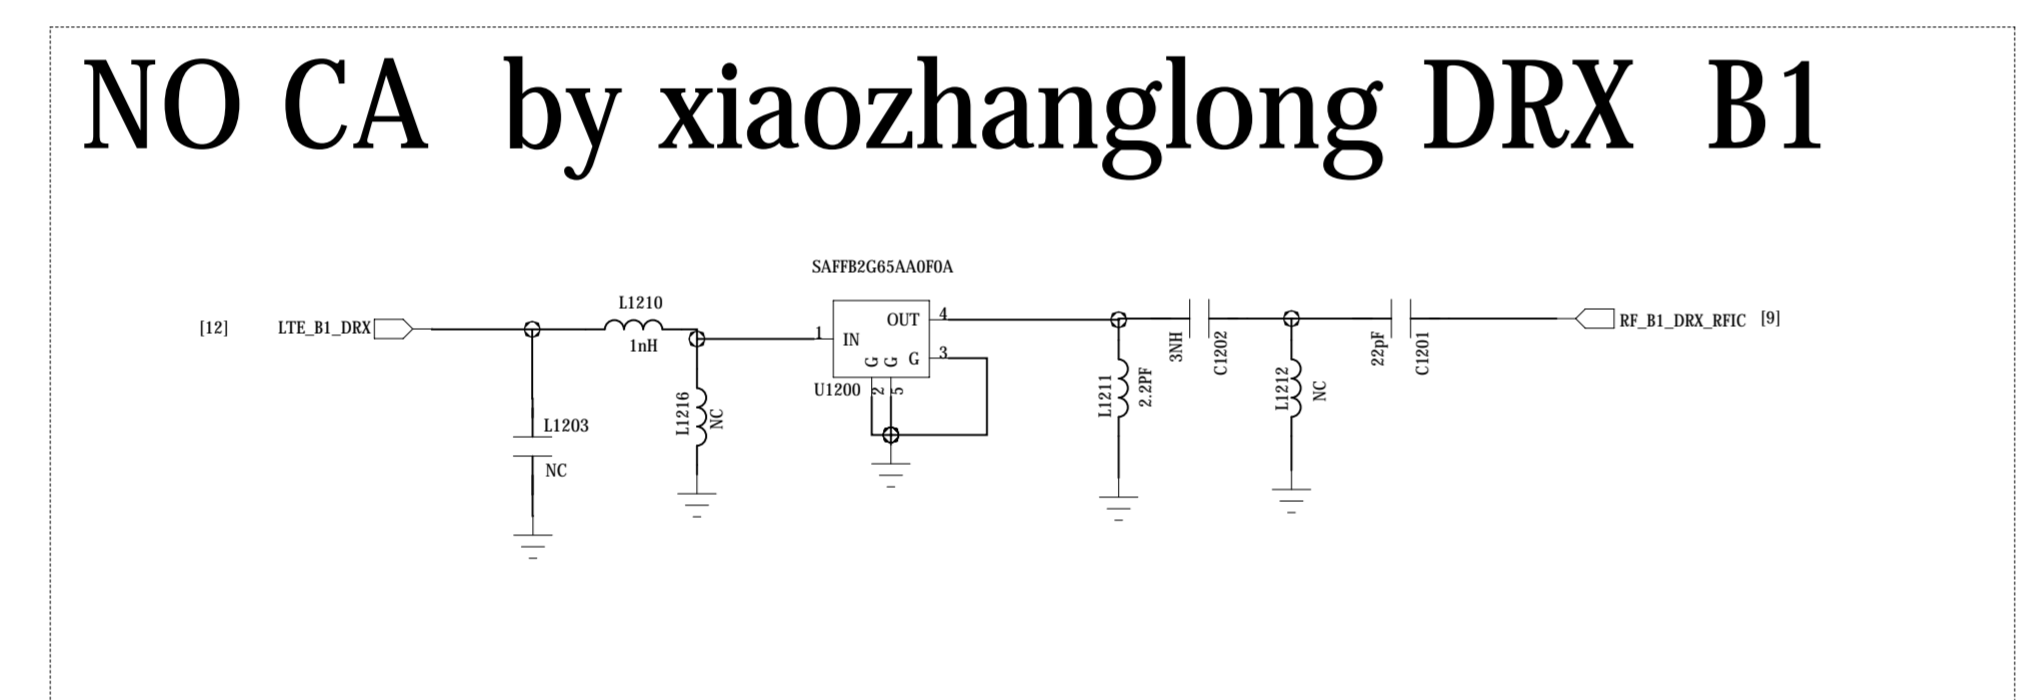 NO CA by xiaozhanglong DRX B1
SAFFB2G65AA0F0A
L1210
[12] LTE_B1_DRX
1nH
1 IN
OUT 4
G G G 3
U1200 2 5
L1203
NC
L1216 NC
L1211 2.2PF
3NH C1202
L1212 NC
22pF C1201
RF_B1_DRX_RFIC [9]